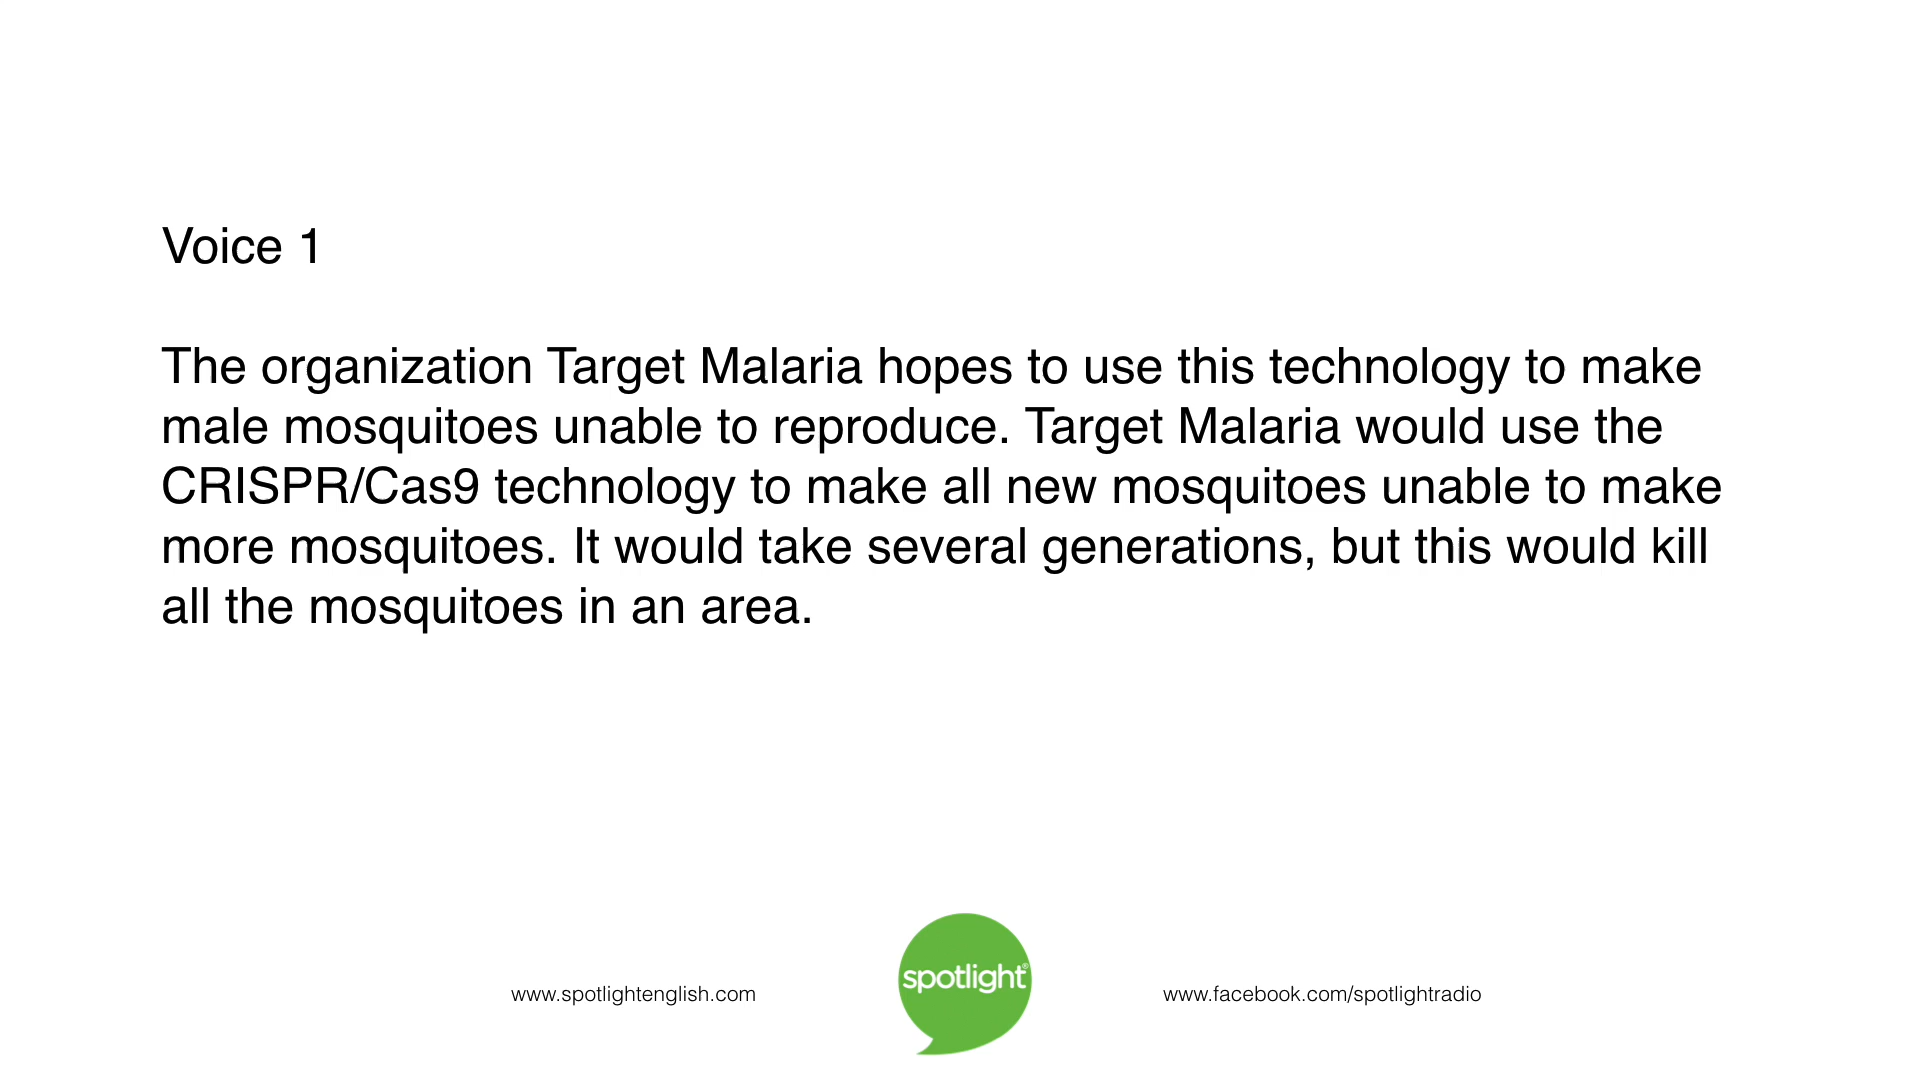 Voice 1
The organization Target Malaria hopes to use this technology to make
male mosquitoes unable to reproduce. Target Malaria would use the
CRISPR/Cas9 technology to make all new mosquitoes unable to make
more mosquitoes. It would take several generations, but this would kill
all the mosquitoes in an area.
www.spotlightenglish.com
spotlight®
www.facebook.com/spotlightradio